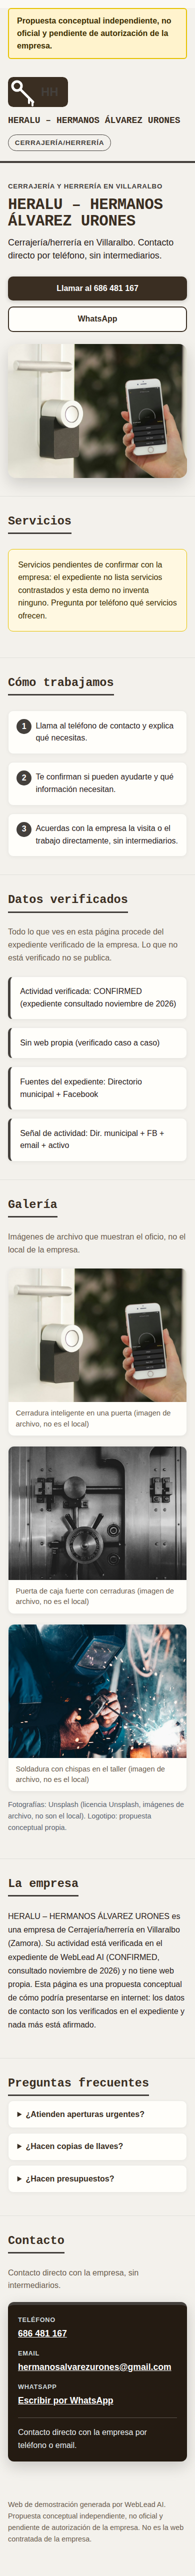 Propuesta conceptual independiente, no
oficial y pendiente de autorización de la
empresa.
HH
HERALU – HERMANOS ÁLVAREZ URONES
CERRAJERÍA/HERRERÍA
CERRAJERÍA Y HERRERÍA EN VILLARALBO
HERALU – HERMANOS
ÁLVAREZ URONES
Cerrajería/herrería en Villaralbo. Contacto
directo por teléfono, sin intermediarios.
Llamar al 686 481 167
WhatsApp
Servicios
Servicios pendientes de confirmar con la
empresa: el expediente no lista servicios
contrastados y esta demo no inventa
ninguno. Pregunta por teléfono qué servicios
ofrecen.
Cómo trabajamos
1 Llama al teléfono de contacto y explica
qué necesitas.
2 Te confirman si pueden ayudarte y qué
información necesitan.
3 Acuerdas con la empresa la visita o el
trabajo directamente, sin intermediarios.
Datos verificados
Todo lo que ves en esta página procede del
expediente verificado de la empresa. Lo que no
está verificado no se publica.
Actividad verificada: CONFIRMED
(expediente consultado noviembre de 2026)
Sin web propia (verificado caso a caso)
Fuentes del expediente: Directorio
municipal + Facebook
Señal de actividad: Dir. municipal + FB +
email + activo
Galería
Imágenes de archivo que muestran el oficio, no el
local de la empresa.
Cerradura inteligente en una puerta (imagen de
archivo, no es el local)
Puerta de caja fuerte con cerraduras (imagen de
archivo, no es el local)
Soldadura con chispas en el taller (imagen de
archivo, no es el local)
Fotografías: Unsplash (licencia Unsplash, imágenes de
archivo, no son el local). Logotipo: propuesta
conceptual propia.
La empresa
HERALU – HERMANOS ÁLVAREZ URONES es
una empresa de Cerrajería/herrería en Villaralbo
(Zamora). Su actividad está verificada en el
expediente de WebLead AI (CONFIRMED,
consultado noviembre de 2026) y no tiene web
propia. Esta página es una propuesta conceptual
de cómo podría presentarse en internet: los datos
de contacto son los verificados en el expediente y
nada más está afirmado.
Preguntas frecuentes
▶ ¿Atienden aperturas urgentes?
▶ ¿Hacen copias de llaves?
▶ ¿Hacen presupuestos?
Contacto
Contacto directo con la empresa, sin
intermediarios.
TELÉFONO
686 481 167
EMAIL
hermanosalvarezurones@gmail.com
WHATSAPP
Escribir por WhatsApp
Contacto directo con la empresa por
teléfono o email.
Web de demostración generada por WebLead AI.
Propuesta conceptual independiente, no oficial y
pendiente de autorización de la empresa. No es la web
contratada de la empresa.